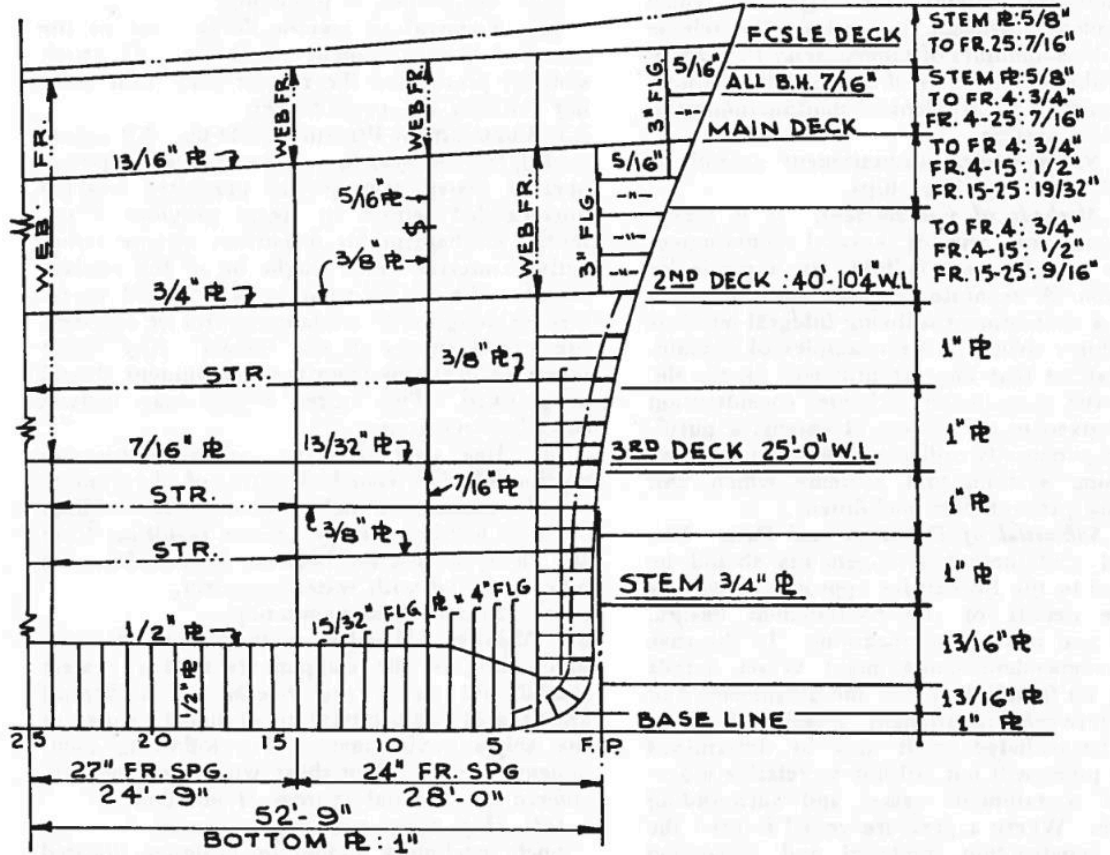 STEM ⅊:5/8"
FCSLE DECK
TO FR.25:7/16"
5/16"
ALL B.H. 7/16"
STEM ⅊:5/8"
TO FR. 4: 3/4"
FR. 4-25: 7/16"
WEB FR.
WEB FR.
WEB. FR.
3" FLG
-"-
MAIN DECK
TO FR. 4: 3/4"
FR. 4-15: 1/2"
FR. 15-25: 19/32"
13/16" ⅊
5/16"
-"-
5/16 ⅊
WEB FR.
3" FLG
-"-
-"-
TO FR. 4: 3/4"
FR. 4-15: 1/2"
FR. 15-25: 9/16"
3/8" ⅊
3/4" ⅊
2ND DECK: 40'-10¼" W.L.
3/8" ⅊
1" ⅊
STR.
7/16" ⅊
13/32" ⅊
3RD DECK 25'-0" W.L.
1" ⅊
7/16" ⅊
STR.
3/8" ⅊
1" ⅊
STR.
STEM 3/4" ⅊
1" ⅊
1/2" ⅊
15/32" FLG ⅊ × 4" FLG
13/16" ⅊
1/2" ⅊
13/16" ⅊
BASE LINE
1" ⅊
25 20 15 10 5 F.P.
27" FR. SPG. 24" FR. SPG
24'-9" 28'-0"
52-9"
BOTTOM ⅊ : 1"